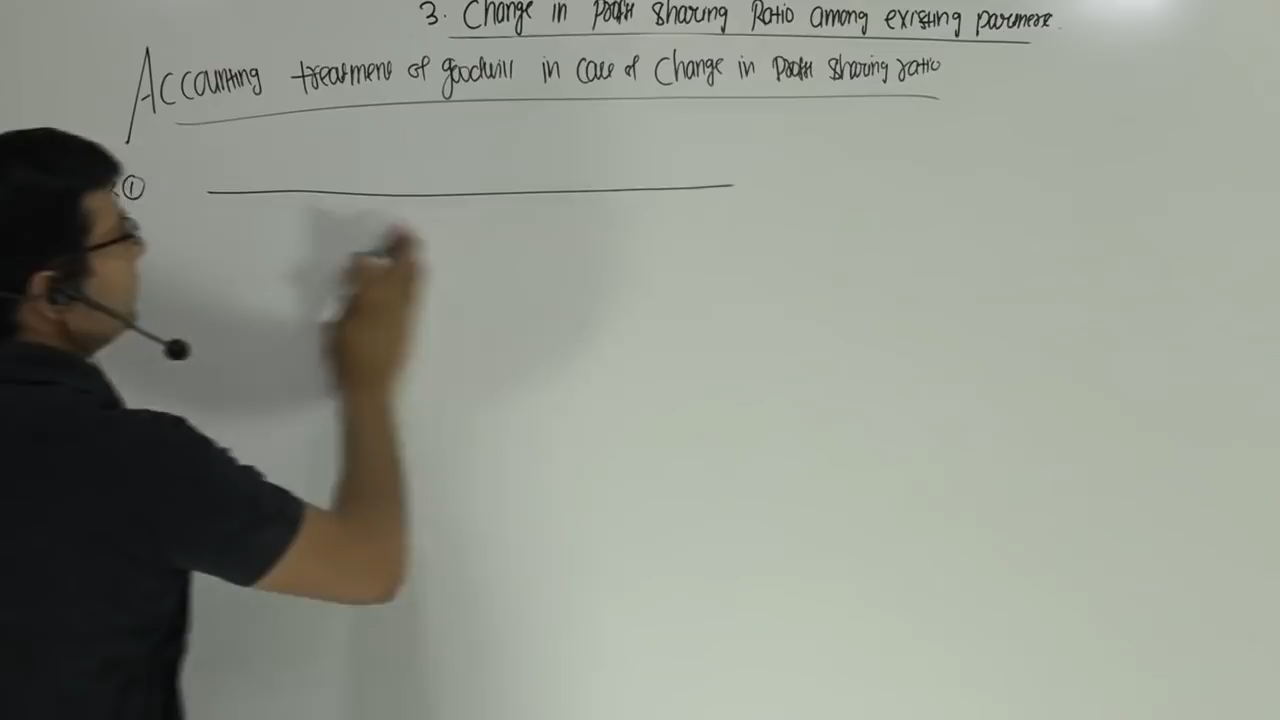 3. Change in Profit sharing Ratio among existing parmers.
Accounting treatment of goodwill in case of Change in Profit sharing ratio
①